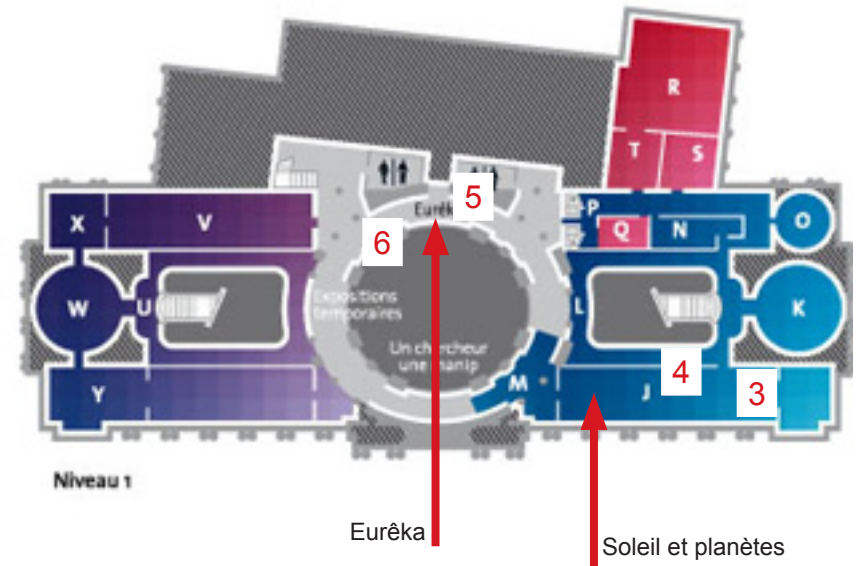 R
T S
5
P
X V Eurêka O
Q N
6
Expositions
temporaires
W U L K
Un chercheur
une manip
4
Y M J 3
Niveau 1
Eurêka
Soleil et planètes